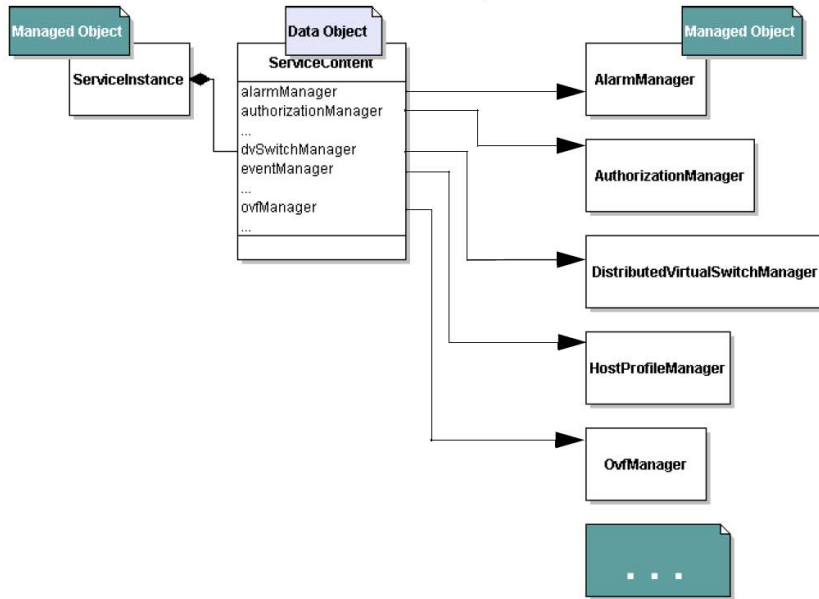 Managed Object
ServiceInstance
Data Object
ServiceContent
alarmManager
authorizationManager
...
dvSwitchManager
eventManager
...
ovfManager
...
Managed Object
AlarmManager
AuthorizationManager
DistributedVirtualSwitchManager
HostProfileManager
OvfManager
. . .